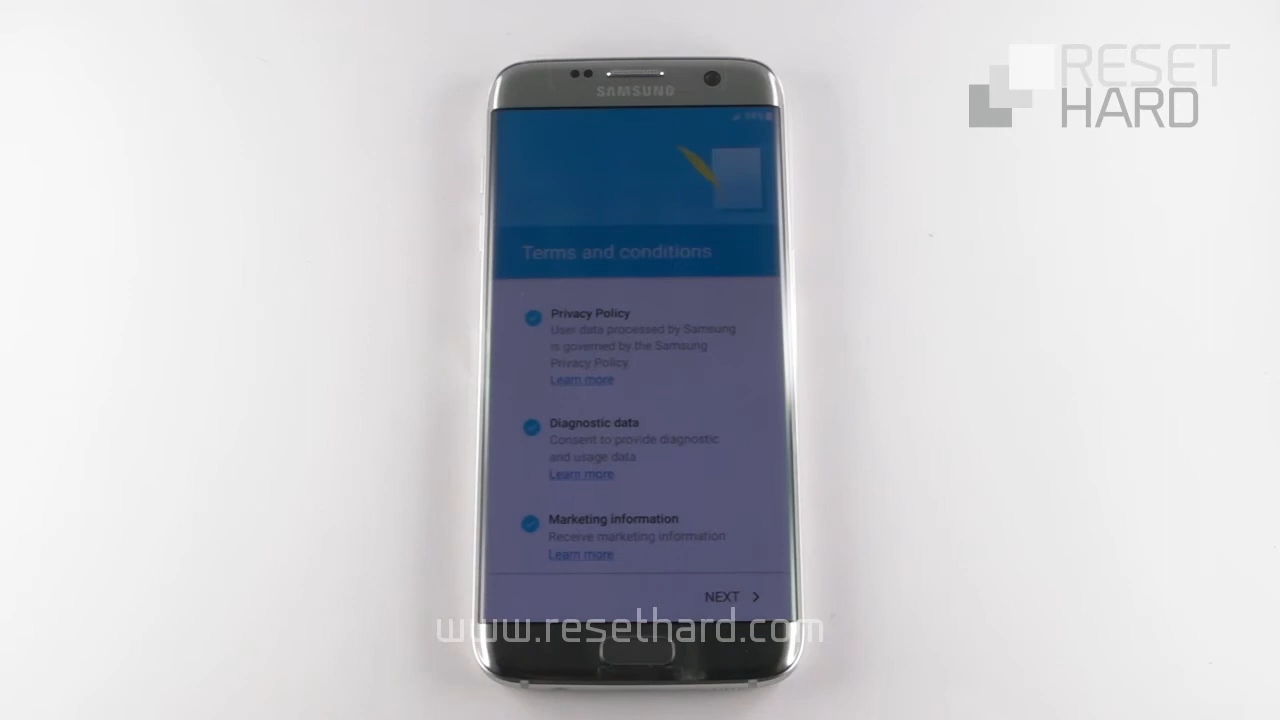 RESET
HARD
SAMSUNG
Terms and conditions
Privacy Policy
User data processed by Samsung
is governed by the Samsung
Privacy Policy
Learn more
Diagnostic data
Consent to provide diagnostic
and usage data
Learn more
Marketing information
Receive marketing information
Learn more
NEXT >
www.resethard.com